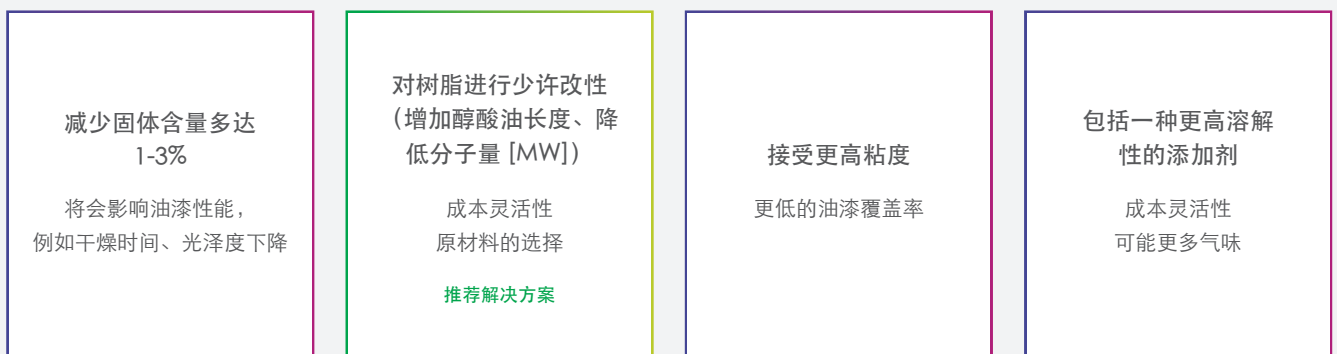 减少固体含量多达
1-3%
将会影响油漆性能，
例如干燥时间、光泽度下降
对树脂进行少许改性
（增加醇酸油长度、降
低分子量 [MW]）
成本灵活性
原材料的选择
推荐解决方案
接受更高粘度
更低的油漆覆盖率
包括一种更高溶解
性的添加剂
成本灵活性
可能更多气味